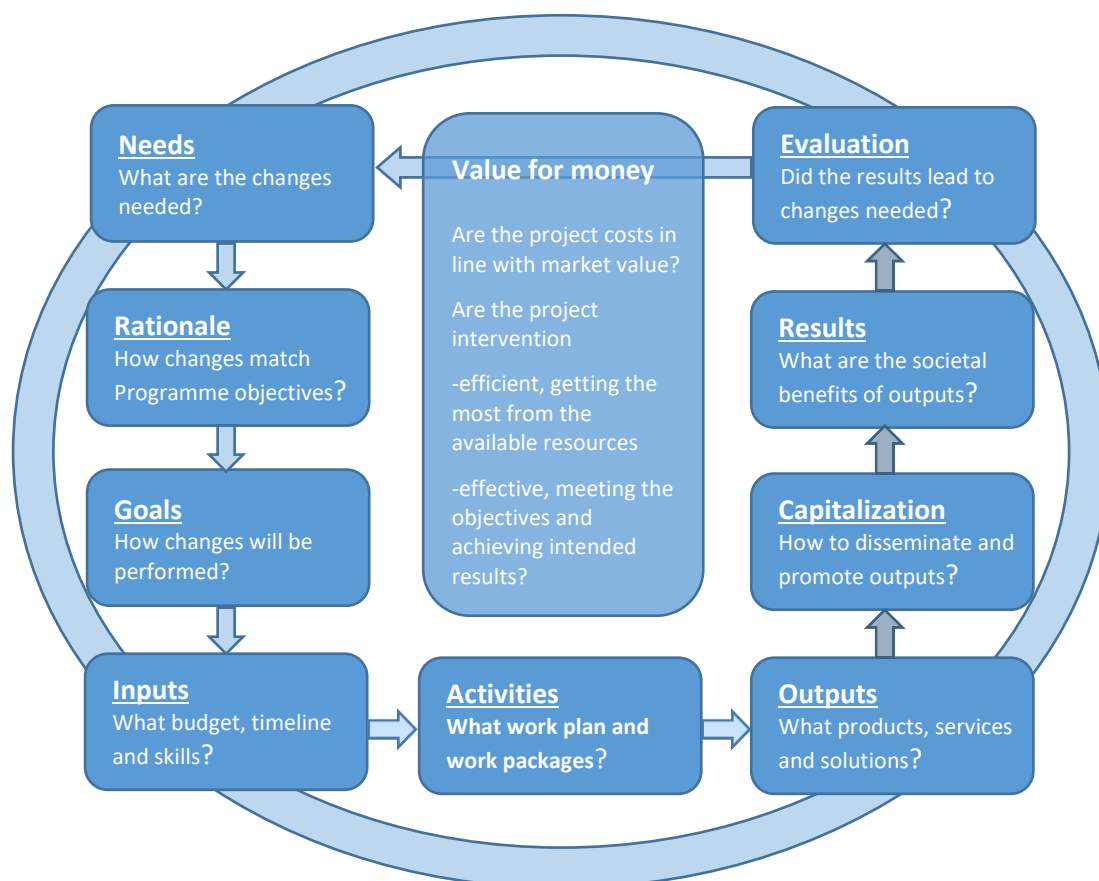 Needs
What are the changes
needed?
Rationale
How changes match
Programme objectives?
Goals
How changes will be
performed?
Inputs
What budget, timeline
and skills?
Activities
What work plan and
work packages?
Outputs
What products, services
and solutions?
Capitalization
How to disseminate and
promote outputs?
Results
What are the societal
benefits of outputs?
Evaluation
Did the results lead to
changes needed?
Value for money
Are the project costs in
line with market value?
Are the project
intervention
-efficient, getting the
most from the
available resources
-effective, meeting the
objectives and
achieving intended
results?